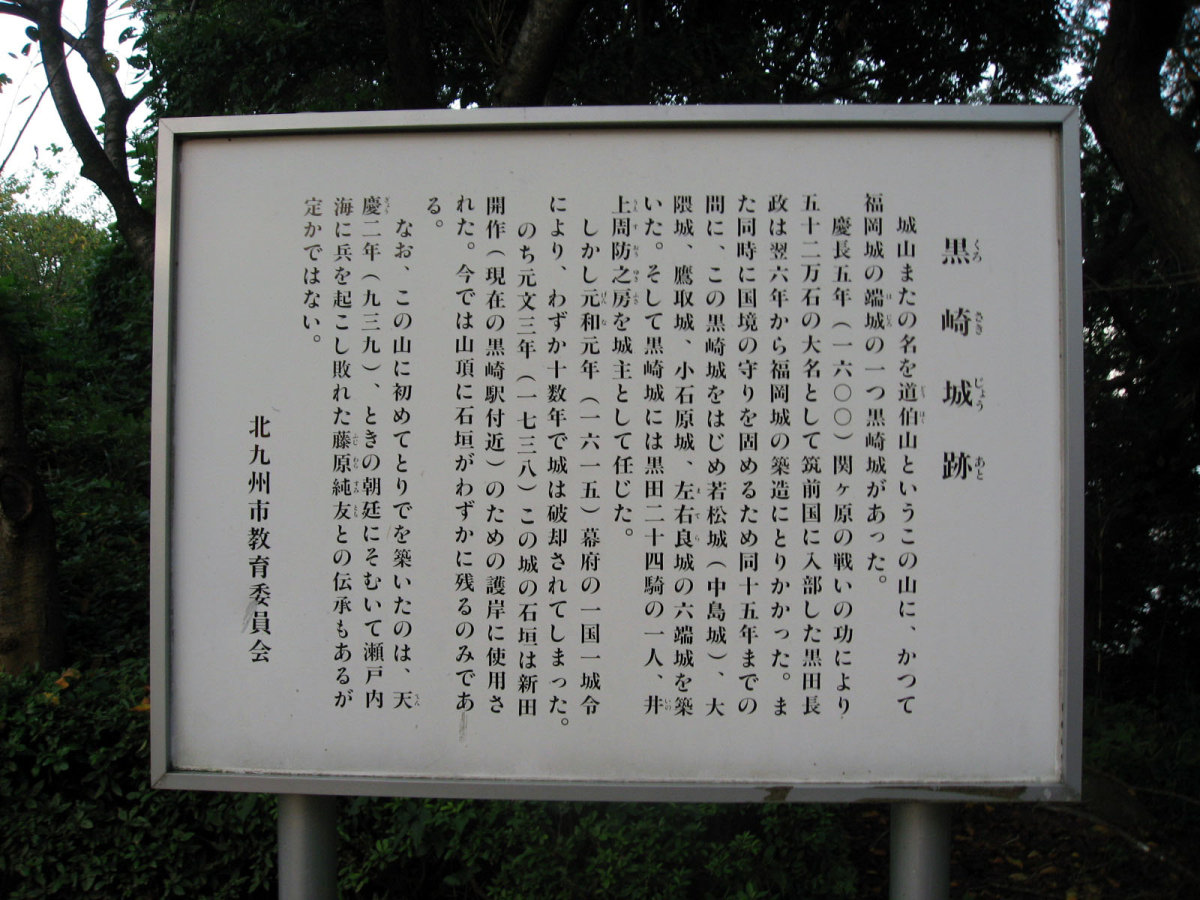 黒崎城跡
城山またの名を道伯山というこの山に、かつて
福岡城の端城の一つ黒崎城があった。
慶長五年(一六〇〇)関ヶ原の戦いの功により
五十二万石の大名として筑前国に入部した黒田長
政は翌六年から福岡城の築造にとりかかった。ま
た同時に国境の守りを固めるため同十五年までの
間に、この黒崎城をはじめ若松城(中島城)、大
隈城、鷹取城、小石原城、左右良城の六端城を築
いた。そして黒崎城には黒田二十四騎の一人、井
上周防之房を城主として任じた。
しかし元和元年(一六一五)幕府の一国一城令
により、わずか十数年で城は破却されてしまった。
のち元文三年(一七三八)この城の石垣は新田
開作(現在の黒崎駅付近)のための護岸に使用さ
れた。今では山頂に石垣がわずかに残るのみであ
る。
なお、この山に初めてとりでを築いたのは、天
慶二年(九三九)、ときの朝廷にそむいて瀬戸内
海に兵を起こし敗れた藤原純友との伝承もあるが
定かではない。
北九州市教育委員会